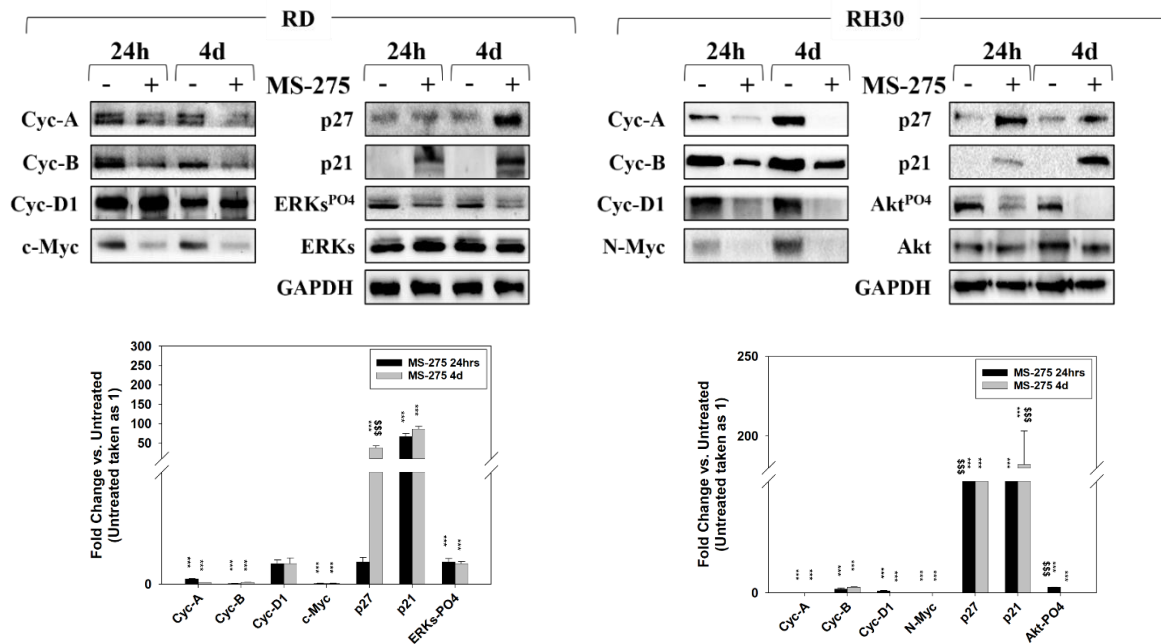 RD
24h 4d
MS-275
- + - +
- + - +
Cyc-A
Cyc-B
Cyc-D1
c-Myc
p27
p21
ERKsPO4
ERKs
GAPDH
RH30
24h 4d
24h 4d
MS-275
- + - +
- + - +
Cyc-A
Cyc-B
Cyc-D1
N-Myc
p27
p21
AktPO4
Akt
GAPDH
Fold Change vs. Untreated
(Untreated taken as 1)
300
250
200
150
100
50
0
MS-275 24hrs
MS-275 4d
*** ***
*** ***
*** ***
*** $$$
*** ***
*** ***
Cyc-A Cyc-B Cyc-D1 c-Myc p27 p21 ERKs-PO4
Fold Change vs. Untreated
(Untreated taken as 1)
250
200
0
MS-275 24hrs
MS-275 4d
*** ***
*** ***
*** ***
*** ***
$$$ *** ***
*** *** $$$
$$$ *** ***
Cyc-A Cyc-B Cyc-D1 N-Myc p27 p21 Akt-PO4